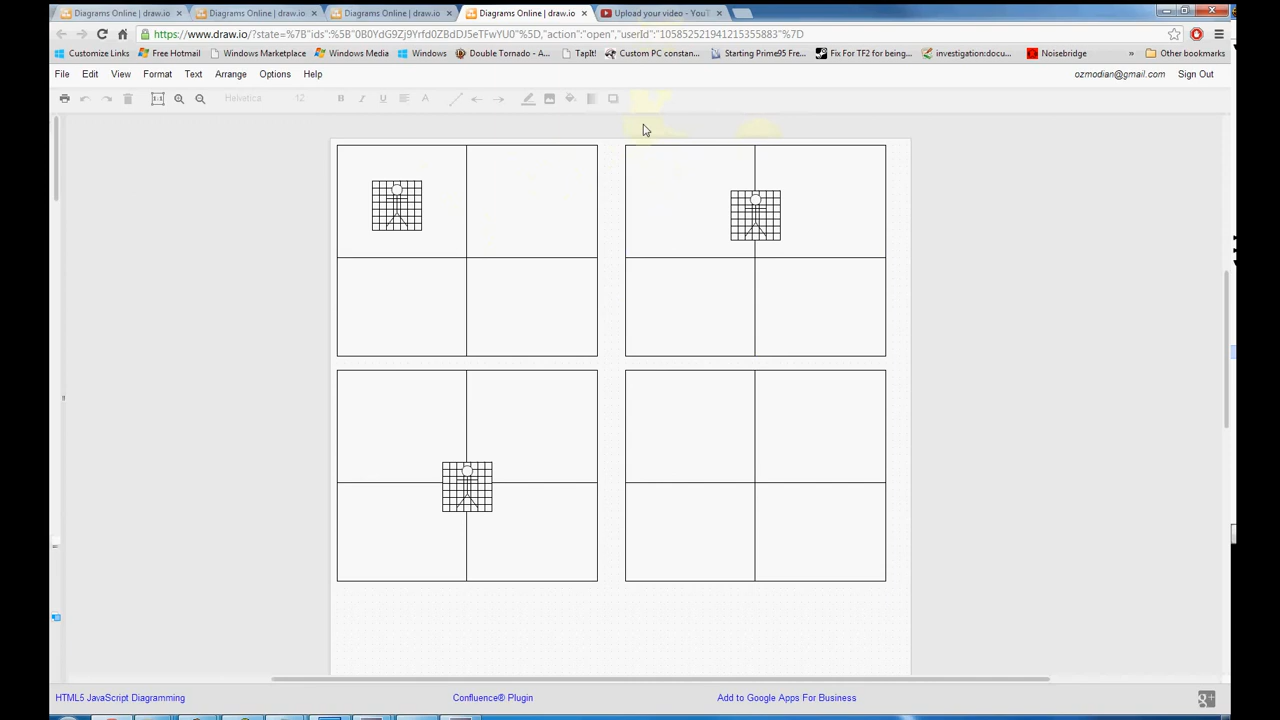 Diagrams Online | draw.io
Diagrams Online | draw.io
Diagrams Online | draw.io
Diagrams Online | draw.io
Upload your video - YouT
https://www.draw.io/?state=%7B"ids":%5B"0B0YdG9Zj9Yrfd0ZBdDJ5eTFwYU0"%5D,"action":"open","userId":"105852521941213535983"%7D
Customize Links
Free Hotmail
Windows Marketplace
Windows Media
Windows
Double Tornado - A...
TapIt!
Custom PC constan...
Starting Prime95 Fre...
Fix For TF2 for being...
investigation:docu...
Noisebridge
»
Other bookmarks
File Edit View Format Text Arrange Options Help
ozmodian@gmail.com Sign Out
Helvetica 12 B I U A
HTML5 JavaScript Diagramming
Confluence® Plugin
Add to Google Apps For Business
g+